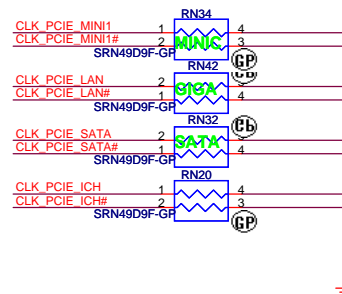 RN34
CLK_PCIE_MINI1 1 4
CLK_PCIE_MINI1# 2 MINIC 3
SRN49D9F-GP GP
RN42
CLK_PCIE_LAN 2 GIGA 3
CLK_PCIE_LAN# 1 4
SRN49D9F-GP
RN32
CLK_PCIE_SATA 2 SATA
CLK_PCIE_SATA# 1 4
SRN49D9F-GP
RN20
CLK_PCIE_ICH 1 4
CLK_PCIE_ICH# 2 3
SRN49D9F-GP GP